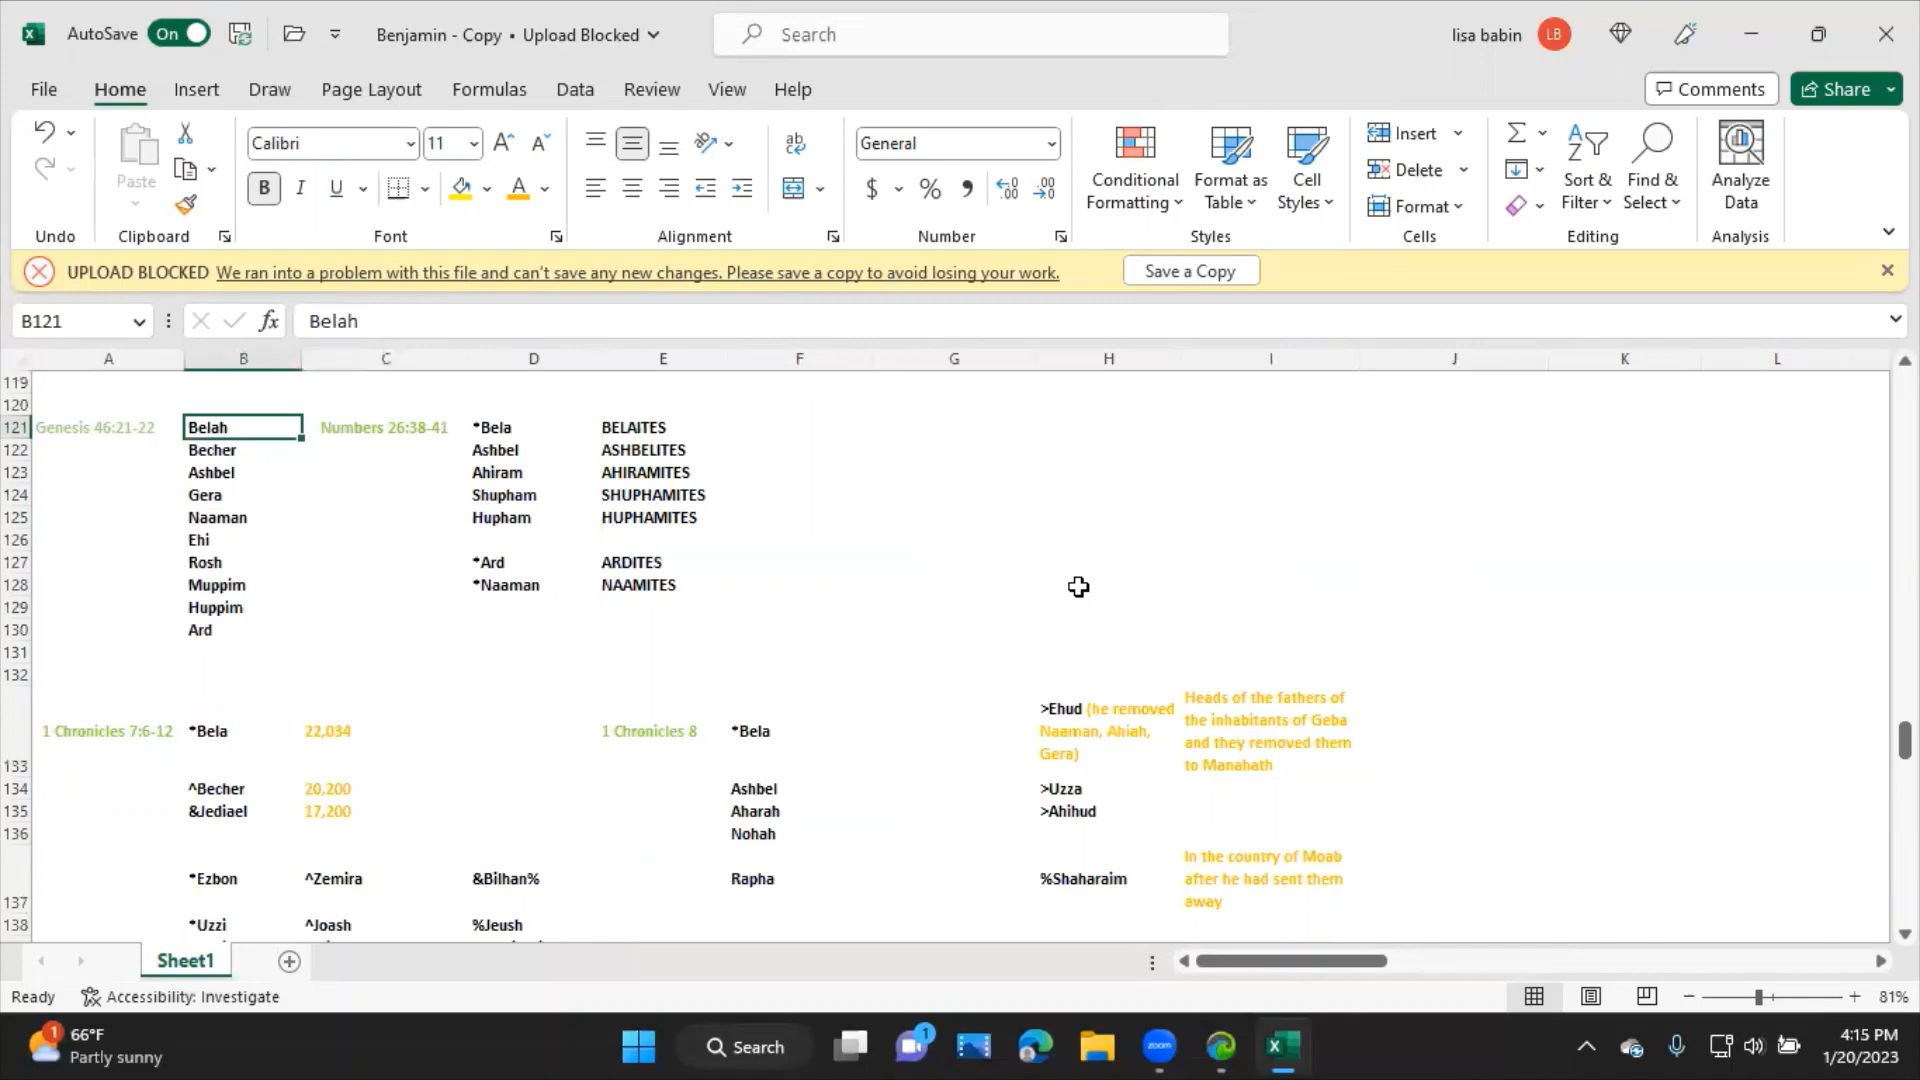 AutoSave On Benjamin - Copy • Upload Blocked Search lisa babin LB
File Home Insert Draw Page Layout Formulas Data Review View Help Comments Share
Undo
Paste
Clipboard
Calibri 11
B I U A
Font
ab
Alignment
General
$ % 9
Number
Conditional Formatting
Format as Table
Cell Styles
Styles
Insert
Delete
Format
Cells
Sort & Filter
Find & Select
Editing
Analyze Data
Analysis
UPLOAD BLOCKED We ran into a problem with this file and can't save any new changes. Please save a copy to avoid losing your work. Save a Copy
B121 fx Belah
A B C D E F G H I J K L
119
120
121 Genesis 46:21-22 Belah Numbers 26:38-41 *Bela BELAITES
122 Becher Ashbel ASHBELITES
123 Ashbel Ahiram AHIRAMITES
124 Gera Shupham SHUPHAMITES
125 Naaman Hupham HUPHAMITES
126 Ehi
127 Rosh *Ard ARDITES
128 Muppim *Naaman NAAMITES
129 Huppim
130 Ard
131
132
133 1 Chronicles 7:6-12 *Bela 22,034 1 Chronicles 8 *Bela
>Ehud (he removed
Naaman, Ahiah,
Gera)
Heads of the fathers of
the inhabitants of Geba
and they removed them
to Manahath
134 ^Becher 20,200 Ashbel >Uzza
135 &Jediael 17,200 Aharah >Ahihud
136 Nohah
137 *Ezbon ^Zemira &Bilhan% Rapha %Shaharaim
In the country of Moab
after he had sent them
away
138 *Uzzi ^Joash %Jeush
Sheet1
Ready Accessibility: Investigate 81%
1 66°F
Partly sunny
Search
1
zoom
4:15 PM
1/20/2023